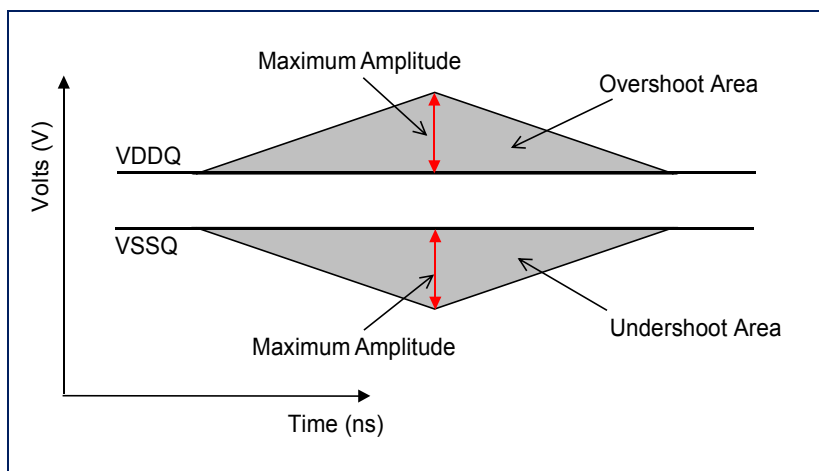 Maximum Amplitude
Overshoot Area
Volts (V)
VDDQ
VSSQ
Undershoot Area
Maximum Amplitude
Time (ns)